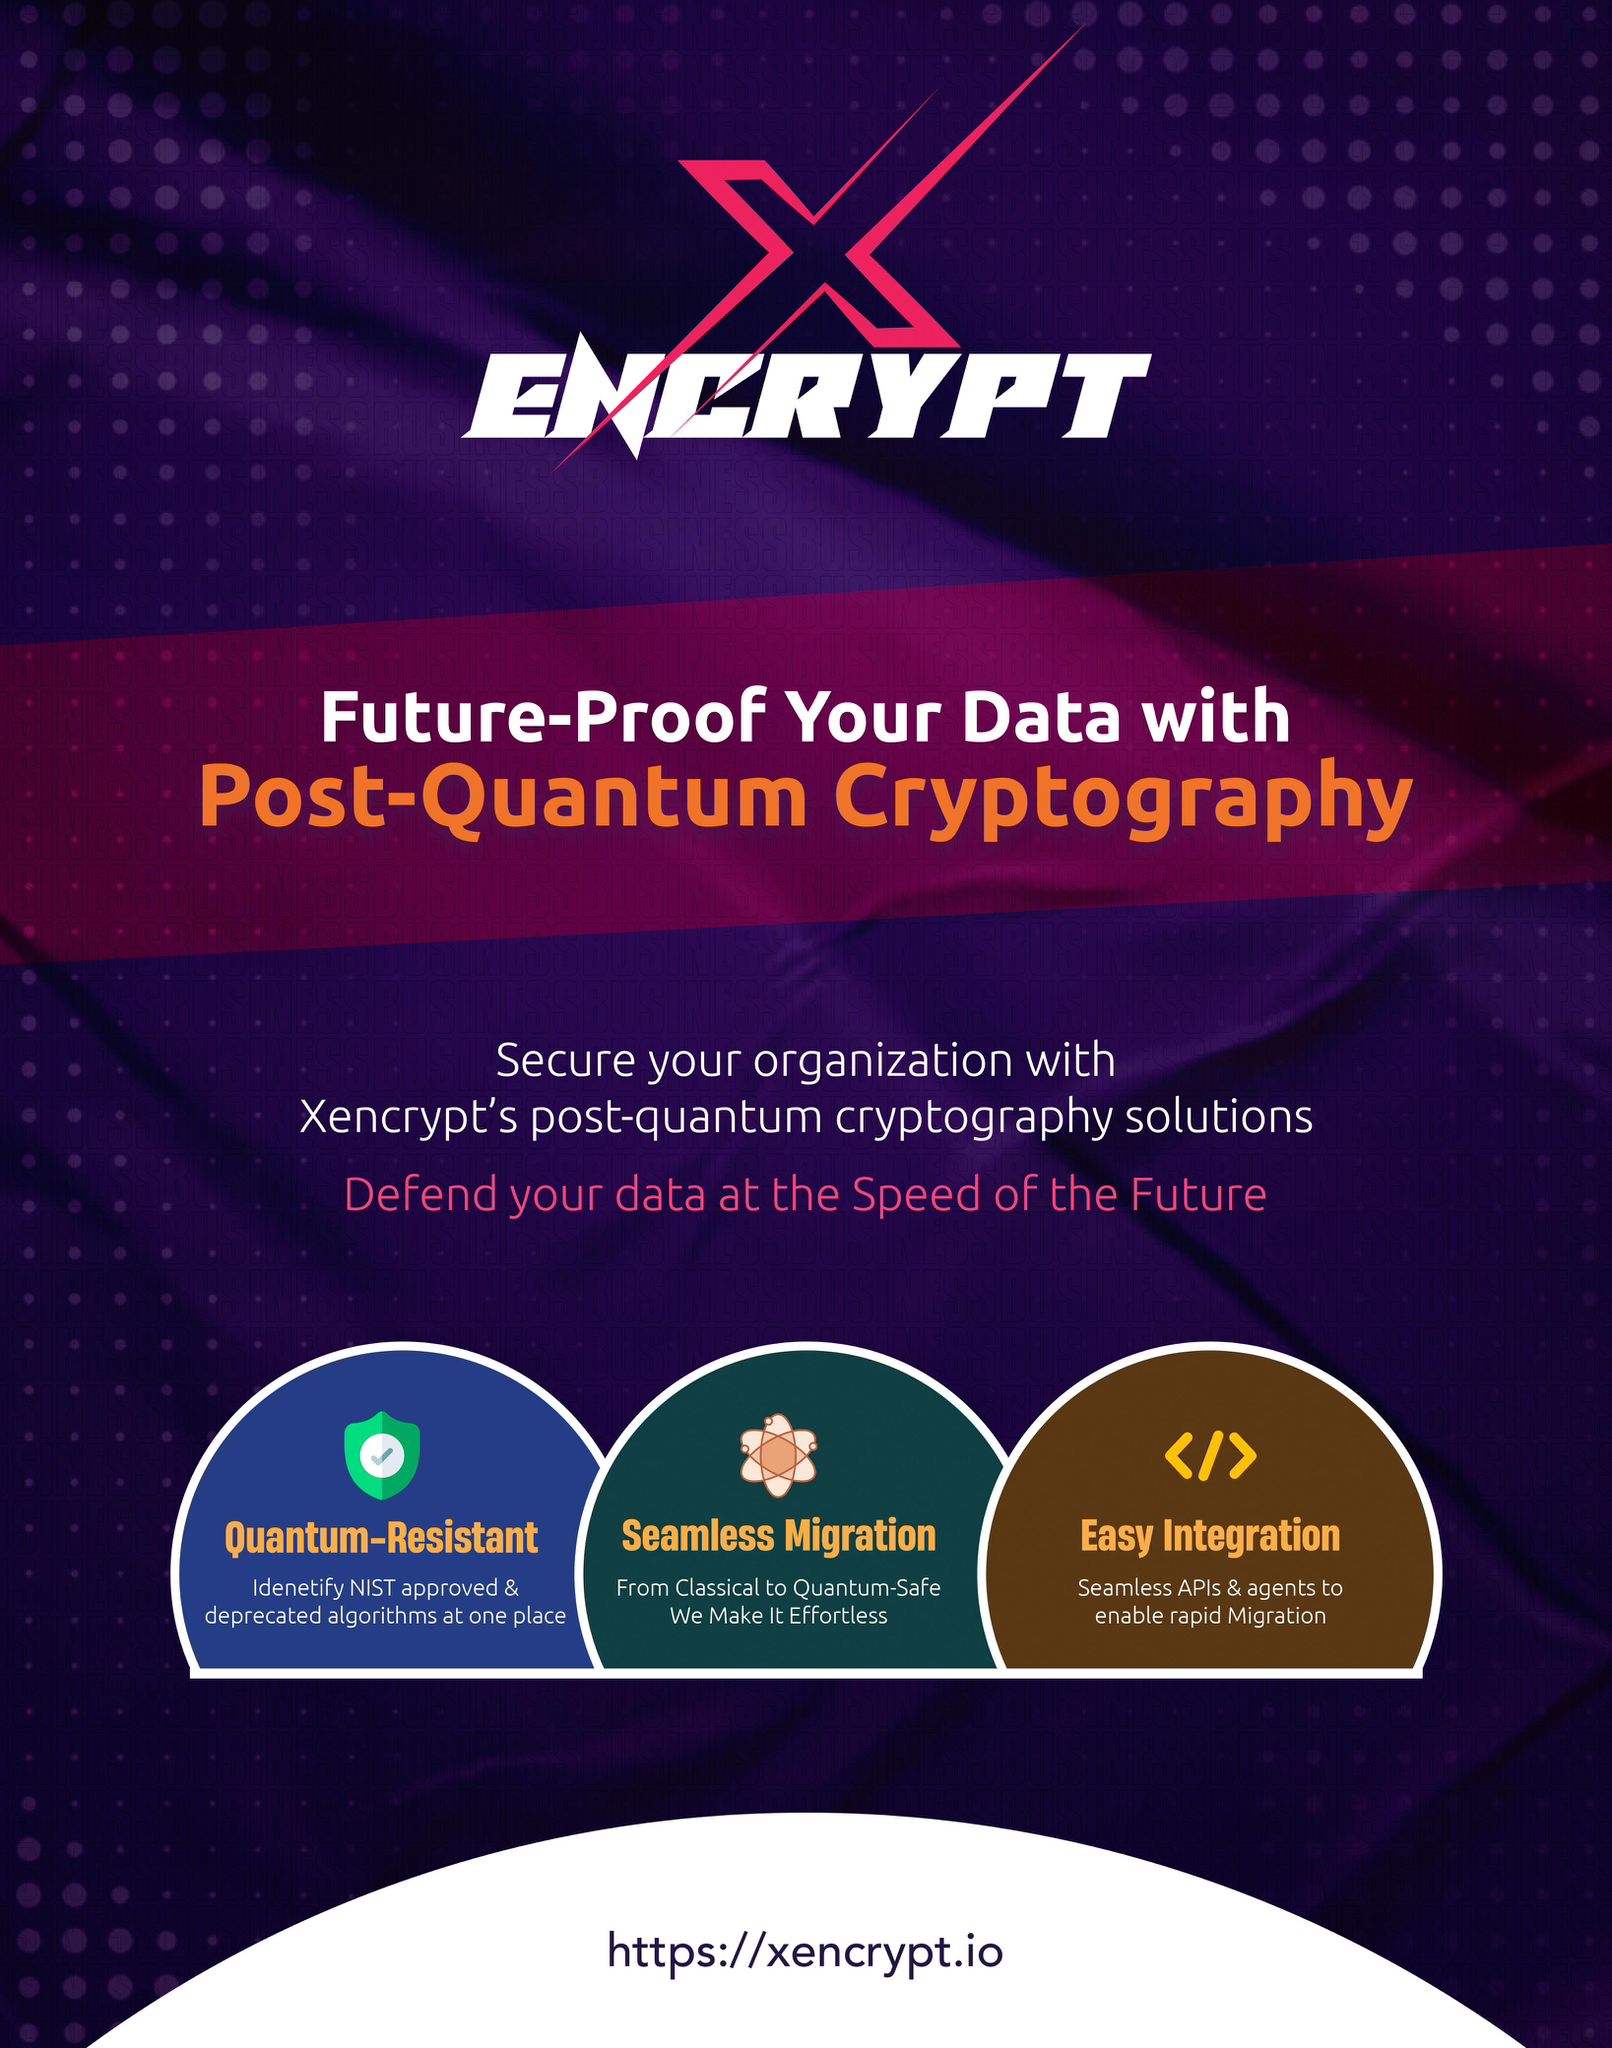 X
ENCRYPT
Future-Proof Your Data with
Post-Quantum Cryptography
Secure your organization with
Xencrypt’s post-quantum cryptography solutions
Defend your data at the Speed of the Future
Quantum-Resistant
Idenetify NIST approved &
deprecated algorithms at one place
Seamless Migration
From Classical to Quantum-Safe
We Make It Effortless
Easy Integration
Seamless APIs & agents to
enable rapid Migration
https://xencrypt.io